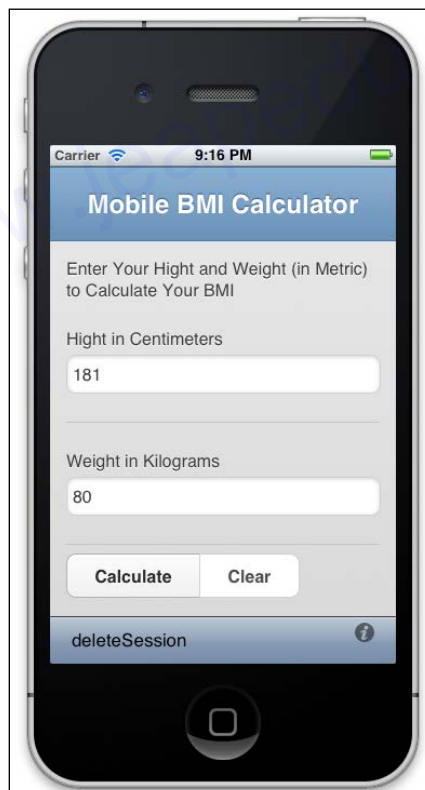 Carrier 9:16 PM
Mobile BMI Calculator
Enter Your Hight and Weight (in Metric)
to Calculate Your BMI
Hight in Centimeters
181
Weight in Kilograms
80
Calculate Clear
deleteSession